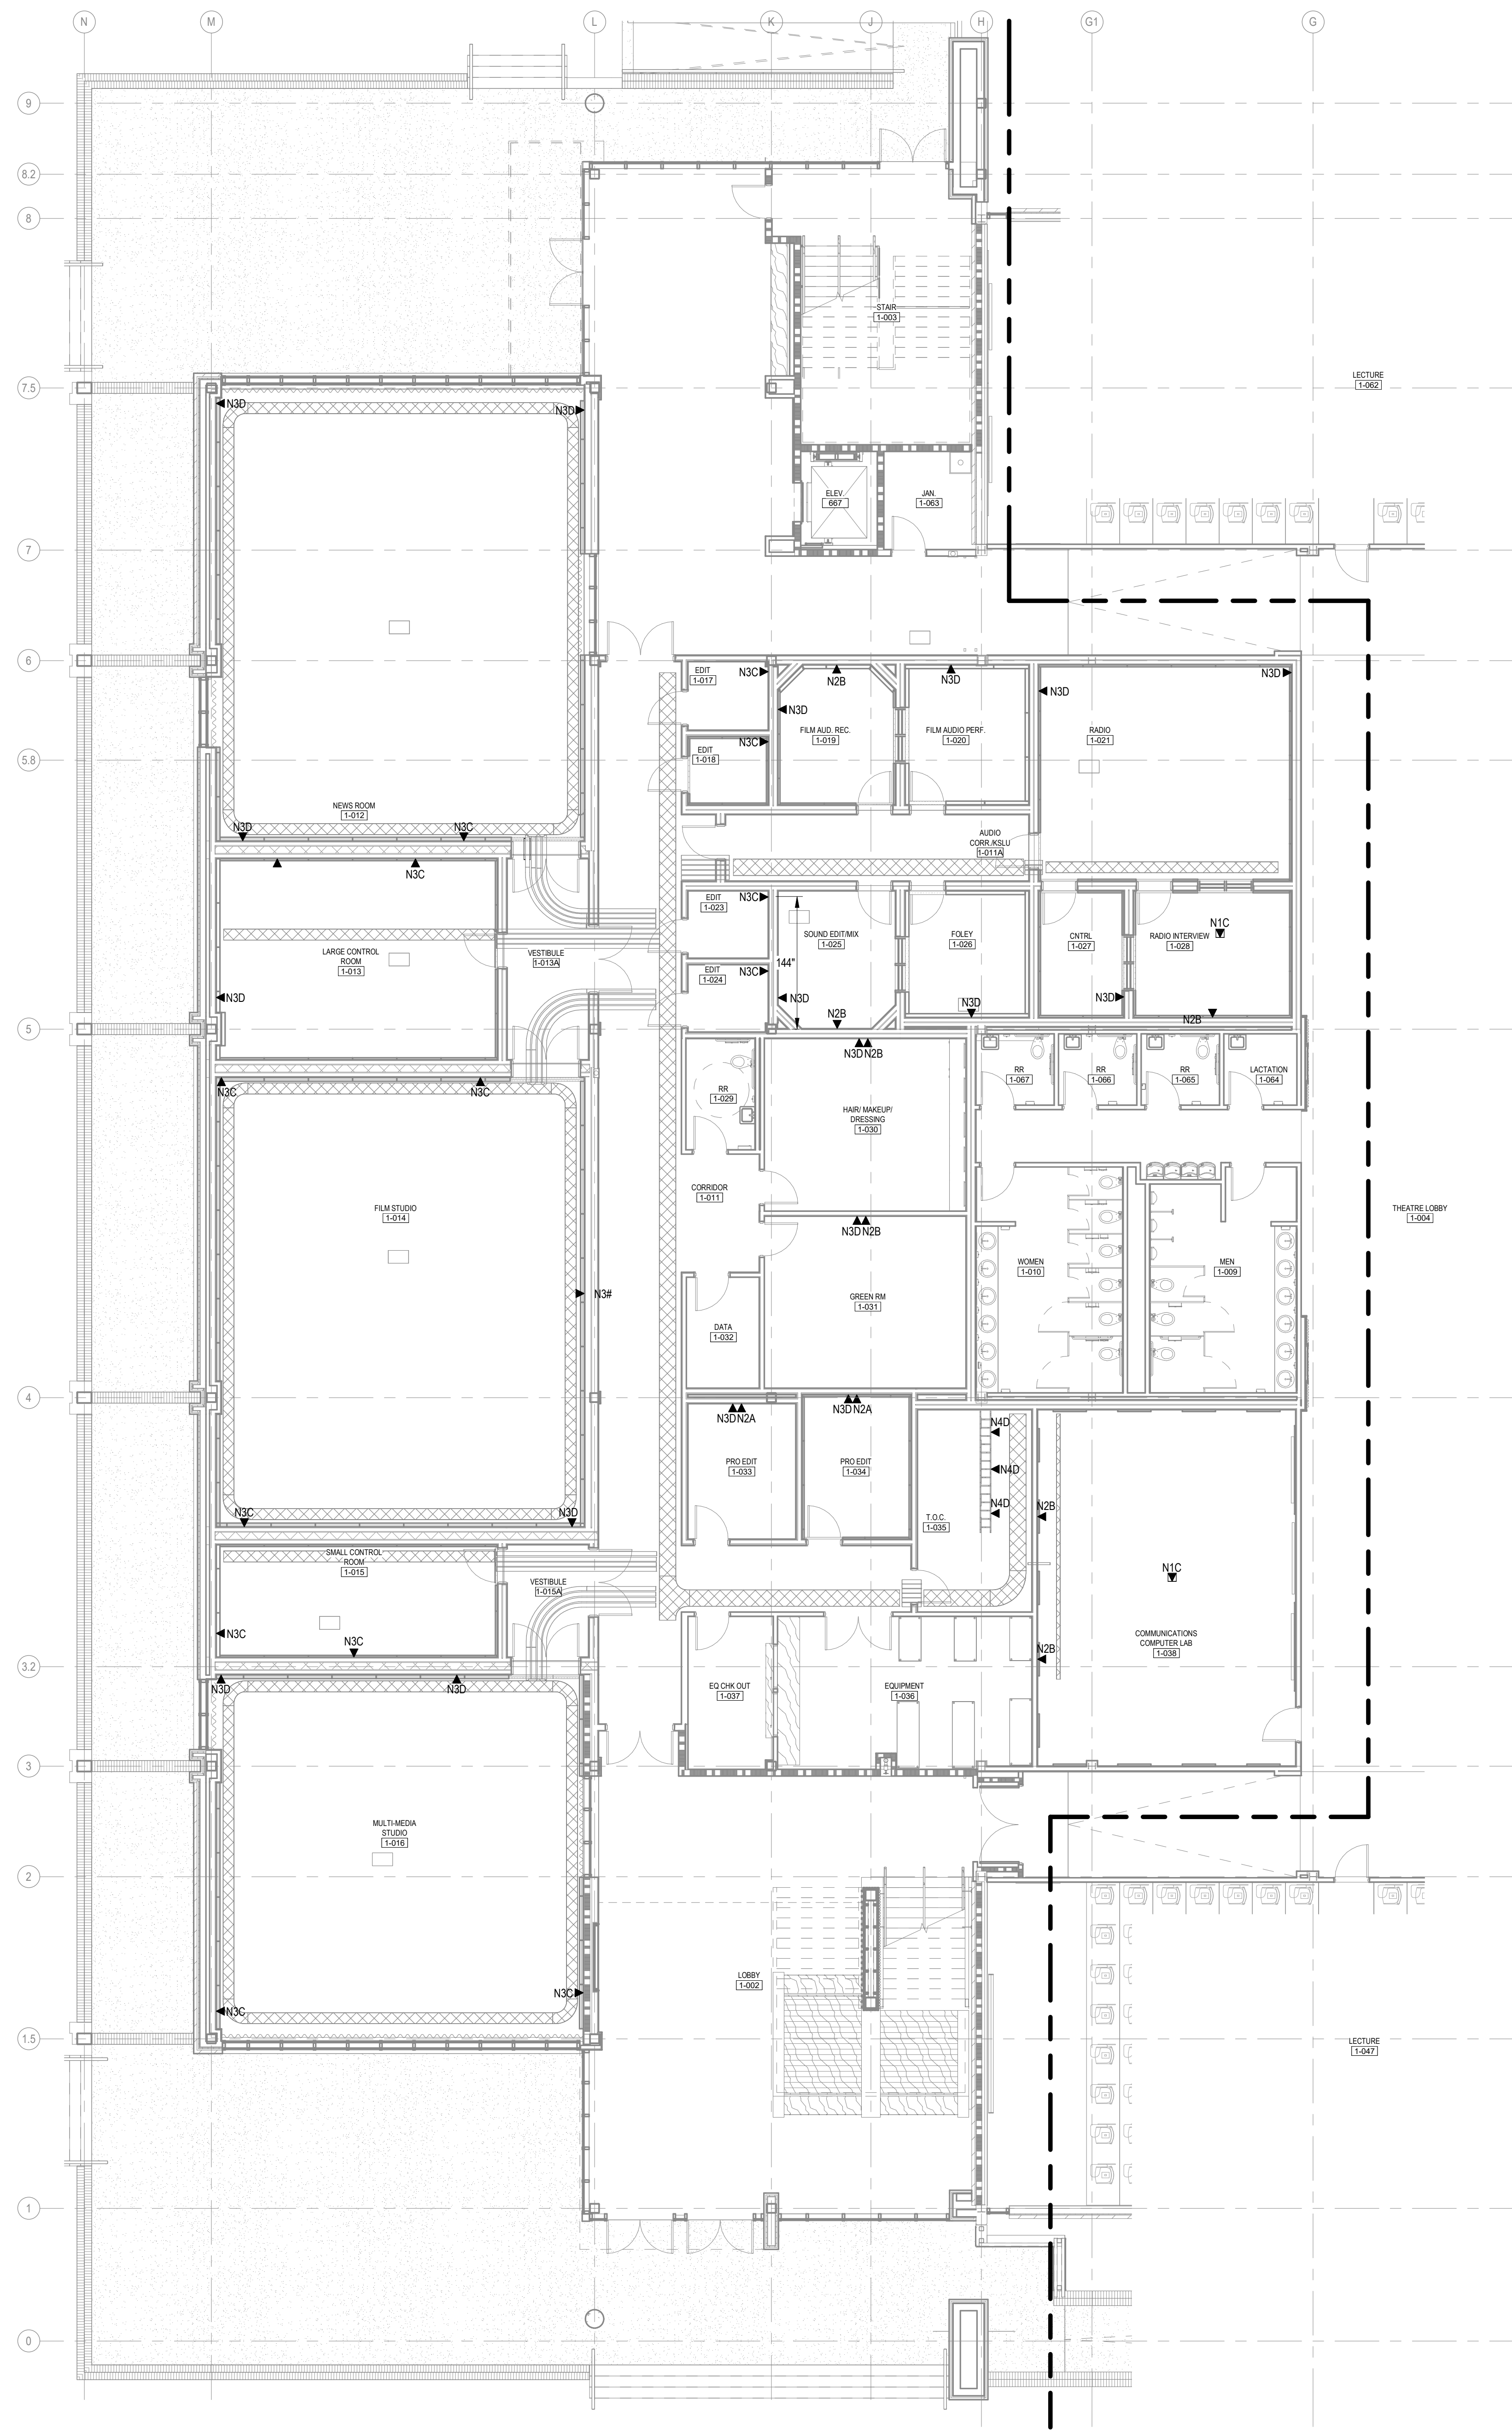 N
M
L
K
J
H
G1
G
9
8.2
8
STAIR
1-003
LECTURE
1-062
7.5
N3D
N3D
ELEV.
667
JAN.
1-063
7
6
EDIT
1-017
N3C
N2B
N3D
N3D
N3D
N3D
FILM AUD. REC.
1-019
FILM AUDIO PERF.
1-020
RADIO
1-021
5.8
EDIT
1-018
N3C
NEWS ROOM
1-012
N3D
N3C
AUDIO
CORR./KSLU
1-011A
N3C
EDIT
1-023
N3C
SOUND EDIT/MIX
1-025
FOLEY
1-026
CNTRL
1-027
RADIO INTERVIEW
1-028
N1C
LARGE CONTROL
ROOM
1-013
VESTIBULE
1-013A
144"
EDIT
1-024
N3C
N3D
N3D
N3D
N3D
N2B
N2B
5
N3D
N2B
RR
1-029
RR
1-067
RR
1-066
RR
1-065
LACTATION
1-064
N3C
N3C
HAIR/ MAKEUP/
DRESSING
1-030
CORRIDOR
1-011
FILM STUDIO
1-014
THEATRE LOBBY
1-004
N3D
N2B
WOMEN
1-010
MEN
1-009
N3#
GREEN RM
1-031
DATA
1-032
4
N3D
N2A
N3D
N2A
N4D
N4D
N4D
PRO EDIT
1-033
PRO EDIT
1-034
T.O.C.
1-035
N2B
N3C
N3D
SMALL CONTROL
ROOM
1-015
VESTIBULE
1-015A
N1C
N3C
N3C
COMMUNICATIONS
COMPUTER LAB
1-038
N2B
3.2
N3D
N3D
EQ CHK OUT
1-037
EQUIPMENT
1-036
3
MULTI-MEDIA
STUDIO
1-016
2
LOBBY
1-002
N3C
N3C
1.5
LECTURE
1-047
1
0